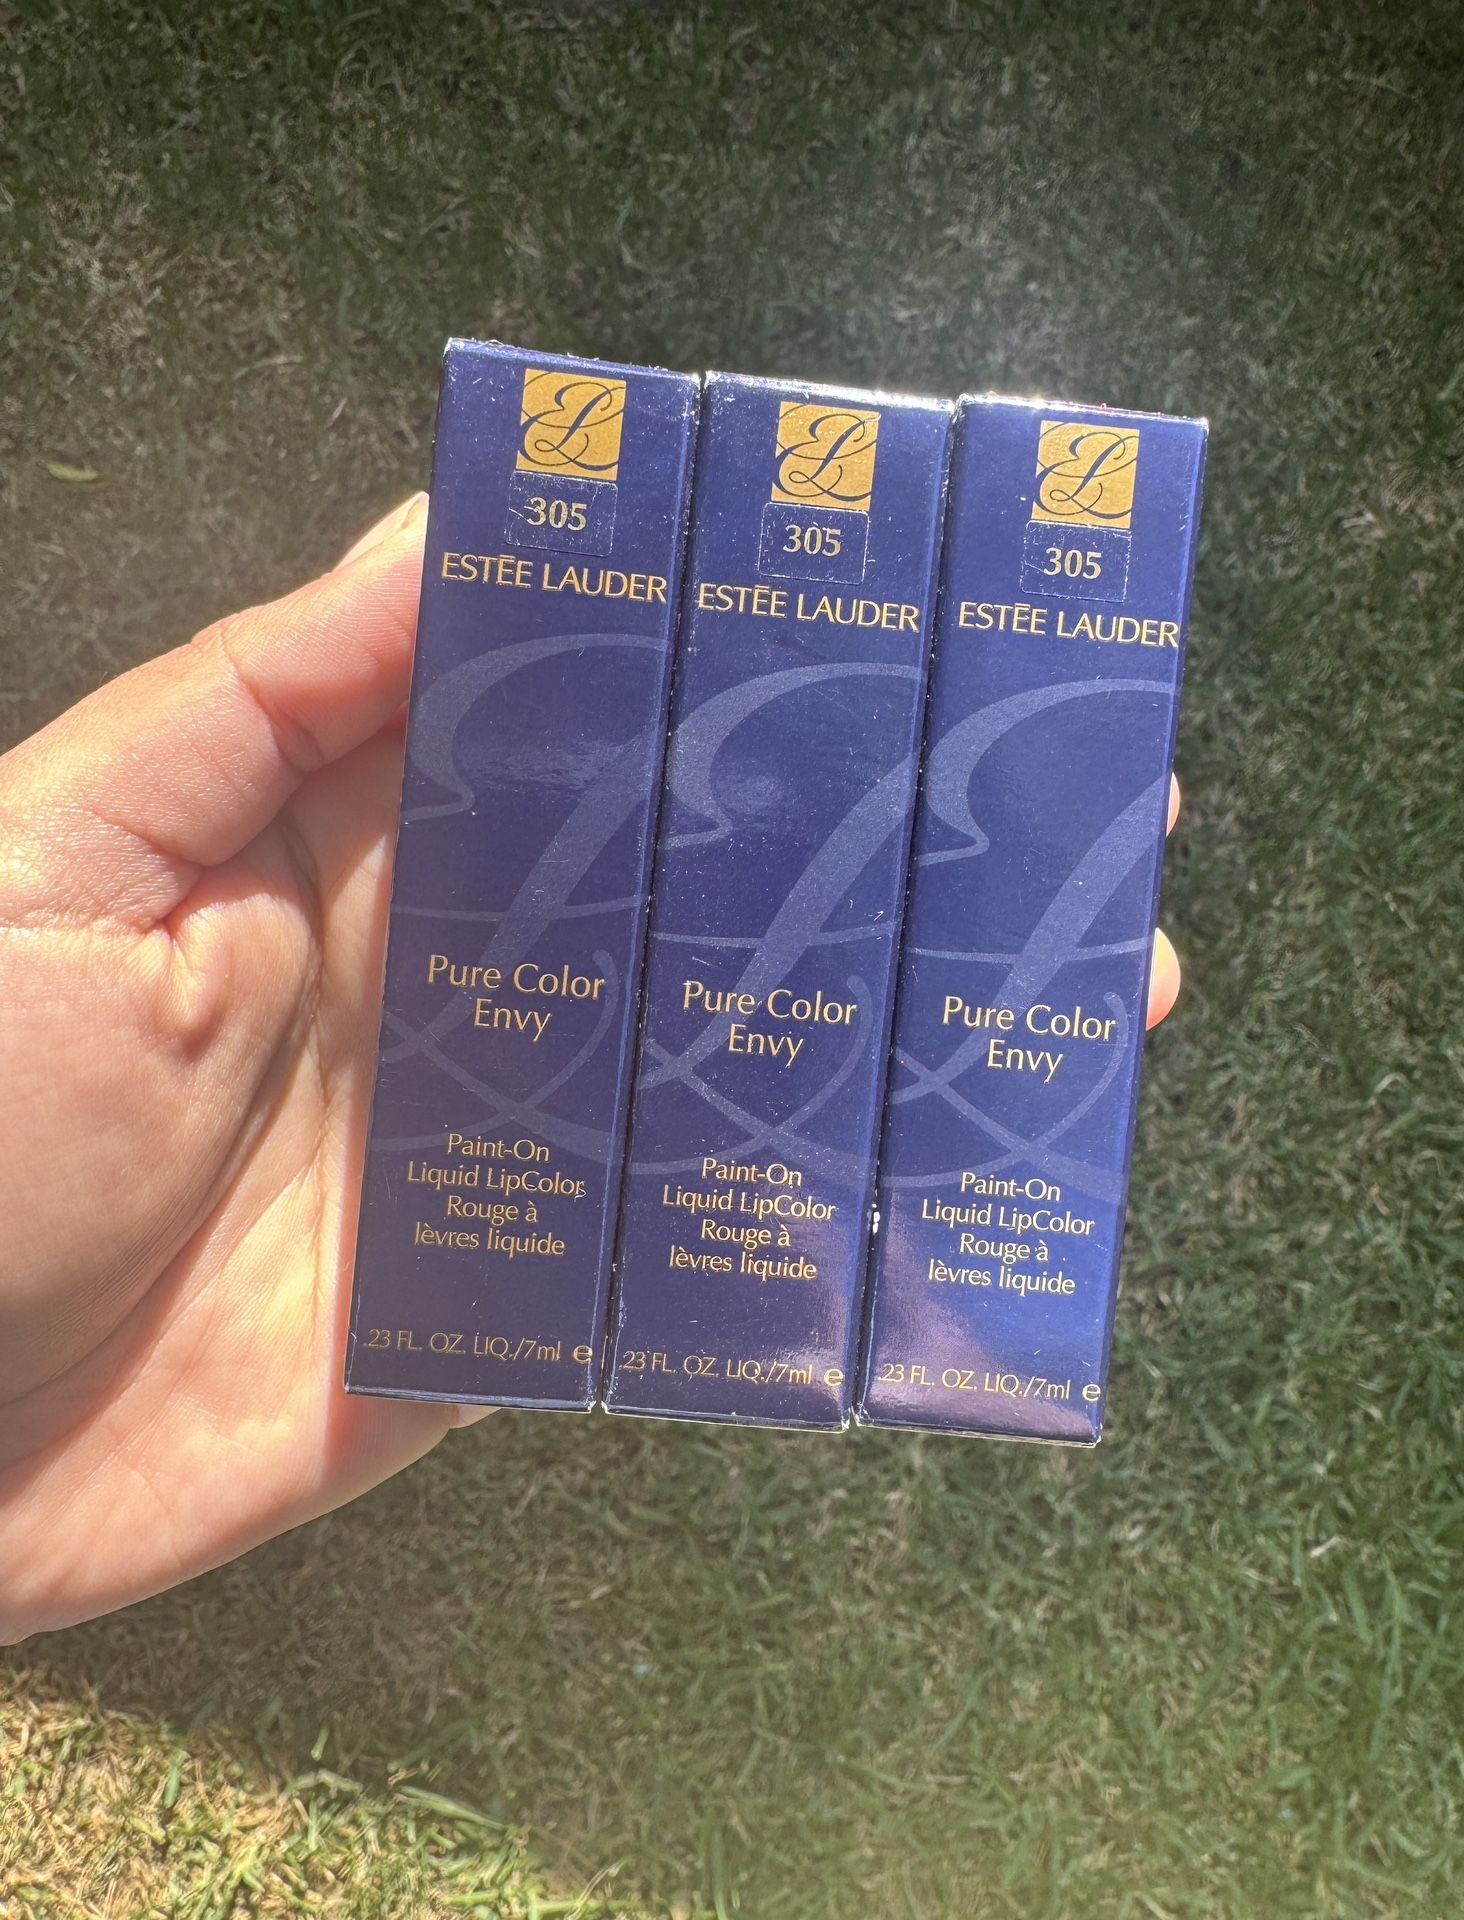 305
ESTĒE LAUDER
Pure Color
Envy
Paint-On
Liquid LipColor
Rouge à
lèvres liquide
.23 FL. OZ. LIQ./7ml e
305
ESTĒE LAUDER
Pure Color
Envy
Paint-On
Liquid LipColor
Rouge à
lèvres liquide
.23 FL. OZ. LIQ./7ml e
305
ESTĒE LAUDER
Pure Color
Envy
Paint-On
Liquid LipColor
Rouge à
lèvres liquide
.23 FL. OZ. LIQ./7ml e